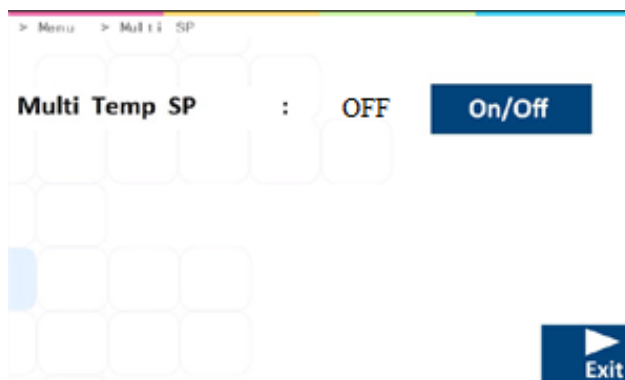 > Menu > Multi SP
Multi Temp SP : OFF On/Off
Exit